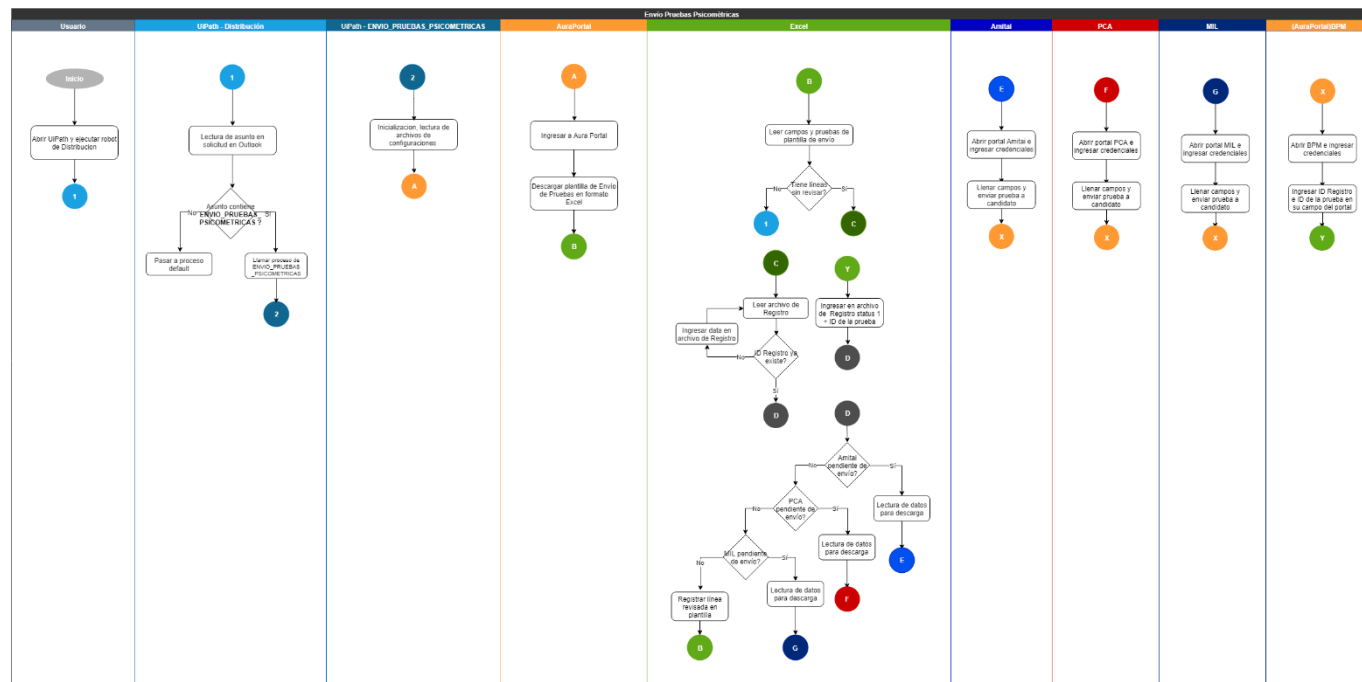 Envío Pruebas Psicométricas
Usuario
UiPath - Distribución
UiPath - ENVIO_PRUEBAS_PSICOMETRICAS
AuraPortal
Excel
Amitai
PCA
MIL
(AuraPortal)BPM
Inicio
Abrir UiPath y ejecutar robot
de Distribucion
1
1
Lectura de asunto en
solicitud en Outlook
Asunto contiene
ENVIO_PRUEBAS_
PSICOMETRICAS ?
No
Sí
Pasar a proceso
default
Llamar proceso de
ENVIO_PRUEBAS
_PSICOMETRICAS
2
2
Inicializacion, lectura de
archivos de
configuraciones
A
A
Ingresar a Aura Portal
Descargar plantilla de Envío
de Pruebas en formato
Excel
B
B
Leer campos y pruebas de
plantilla de envío
Tiene líneas
sin revisar?
No
Sí
1
C
C
Leer archivo de
Registro
Ingresar data en
archivo de Registro
ID Registro ya
existe?
No
Sí
D
Y
Ingresar en archivo
de Registro status 1
+ ID de la prueba
D
D
Amitai
pendiente de
envío?
No
Sí
Lectura de datos
para descarga
E
PCA
pendiente de
envío?
No
Sí
Lectura de datos
para descarga
F
MIL pendiente
de envío?
No
Sí
Registrar línea
revisada en
plantilla
B
Lectura de datos
para descarga
G
E
Abrir portal Amitai e
ingresar credenciales
Llenar campos y
enviar prueba a
candidato
X
F
Abrir portal PCA e
ingresar credenciales
Llenar campos y
enviar prueba a
candidato
X
G
Abrir portal MIL e
ingresar credenciales
Llenar campos y
enviar prueba a
candidato
X
X
Abrir BPM e ingresar
credenciales
Ingresar ID Registro
e ID de la prueba en
su campo del portal
Y